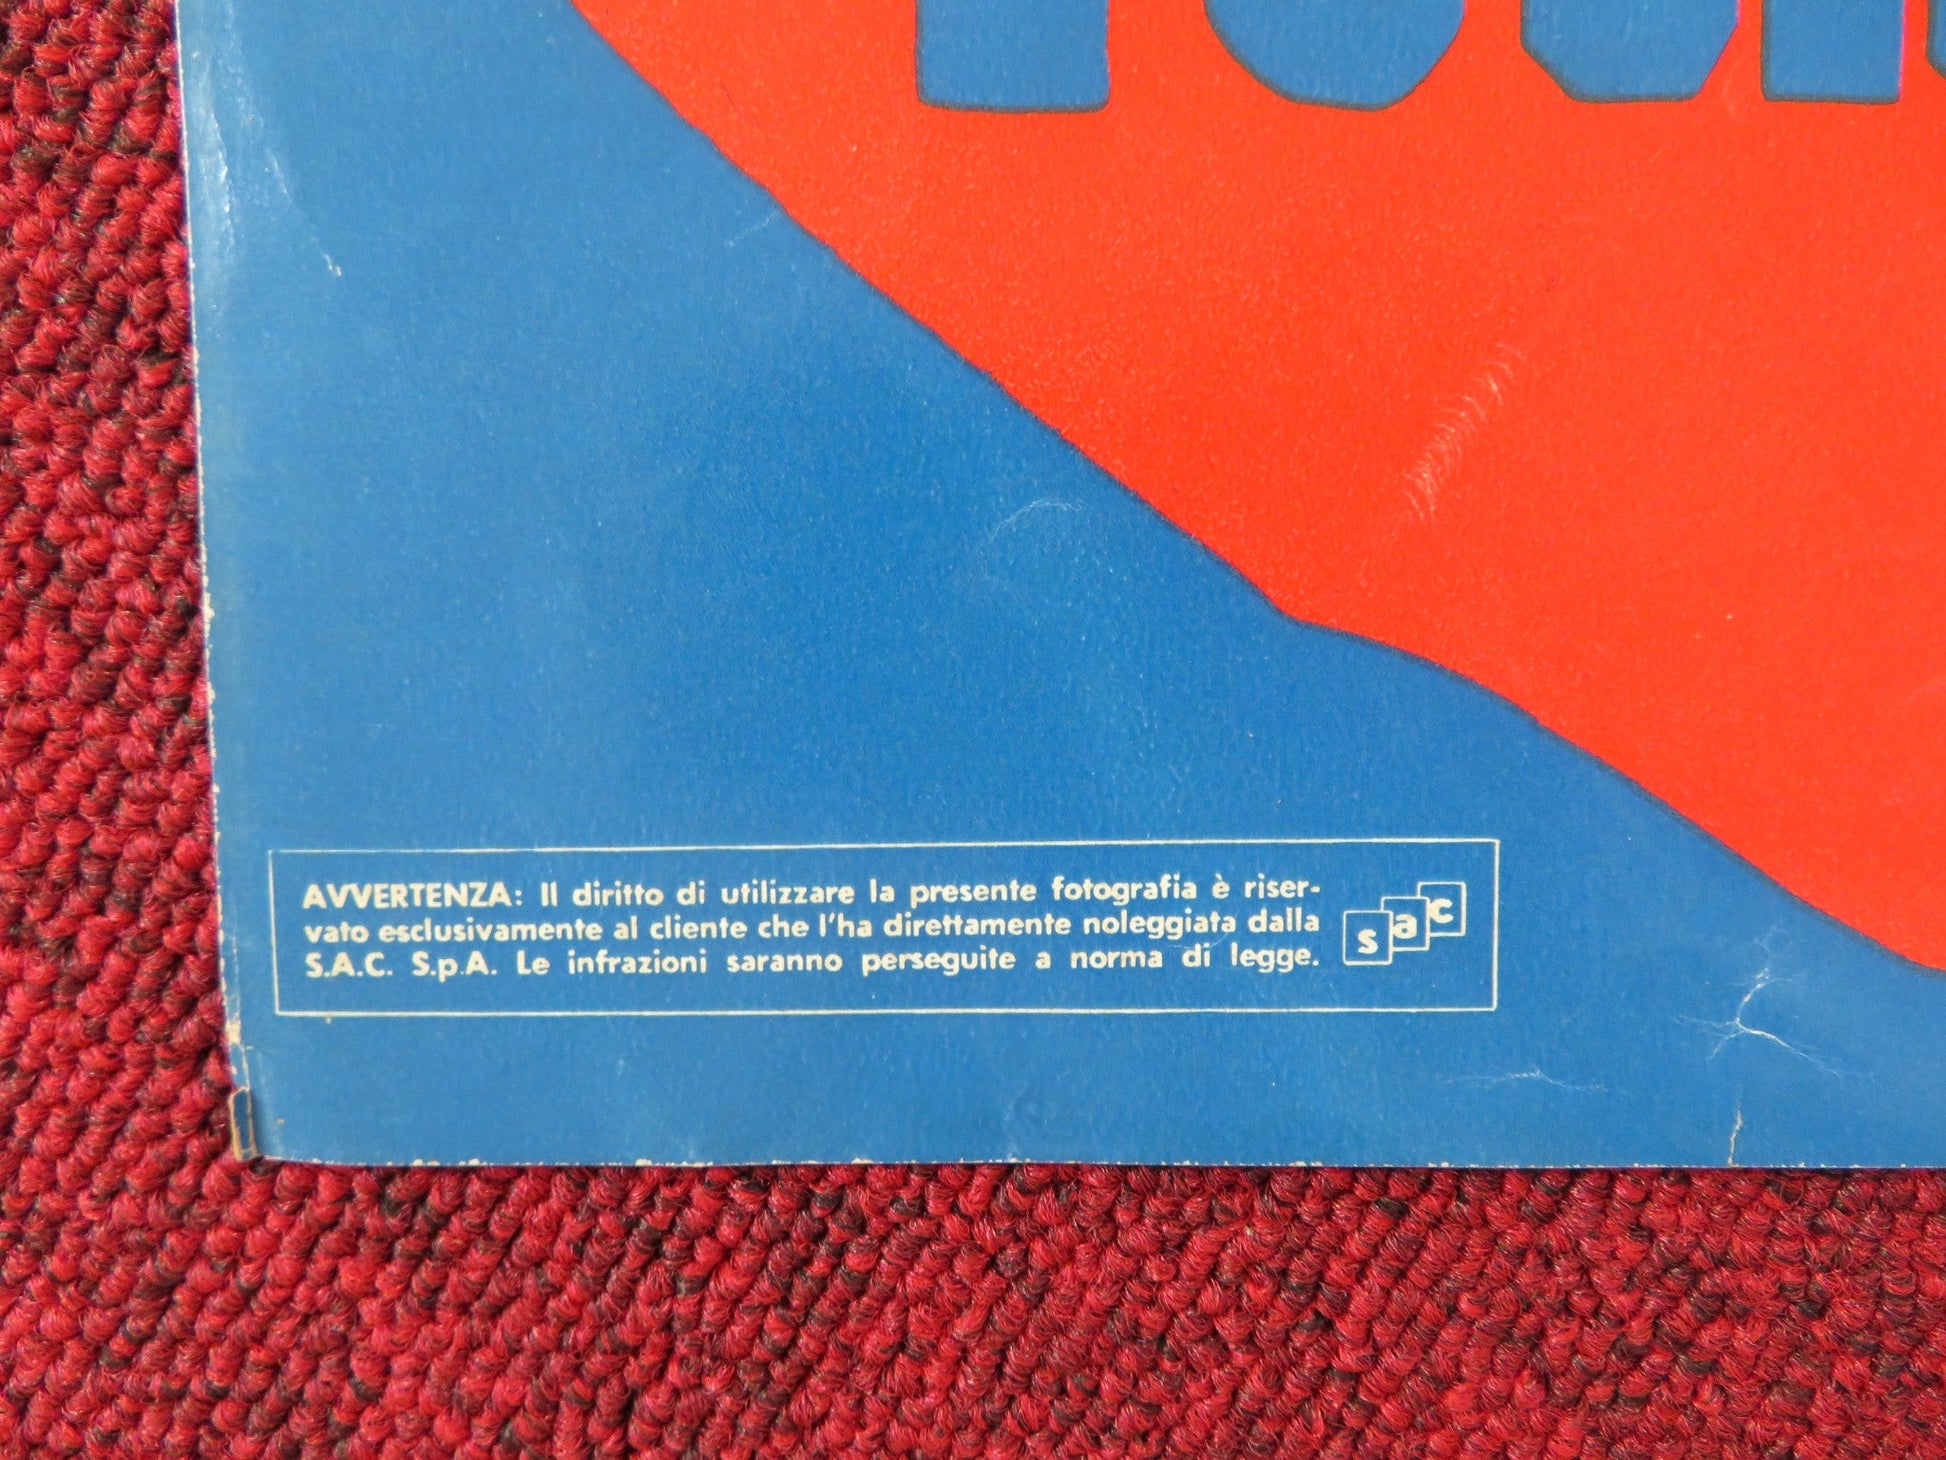 AVVERTENZA: Il diritto di utilizzare la presente fotografia è riser-
vato esclusivamente al cliente che l'ha direttamente noleggiata dalla
S.A.C. S.p.A. Le infrazioni saranno perseguite a norma di legge.
sac